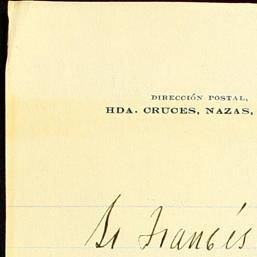 DIRECCIÓN POSTAL,
HDA. CRUCES, NAZAS,
Sr Francis